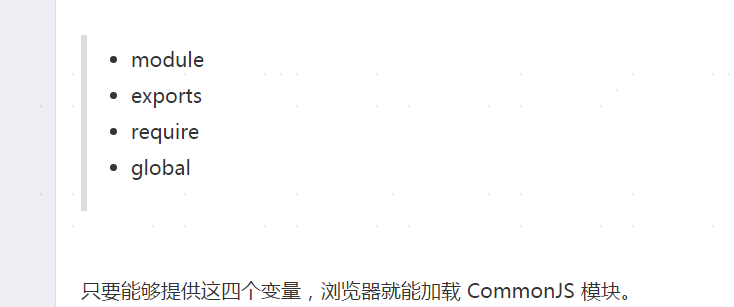 module
exports
require
global
只要能够提供这四个变量，浏览器就能加载 CommonJS 模块。